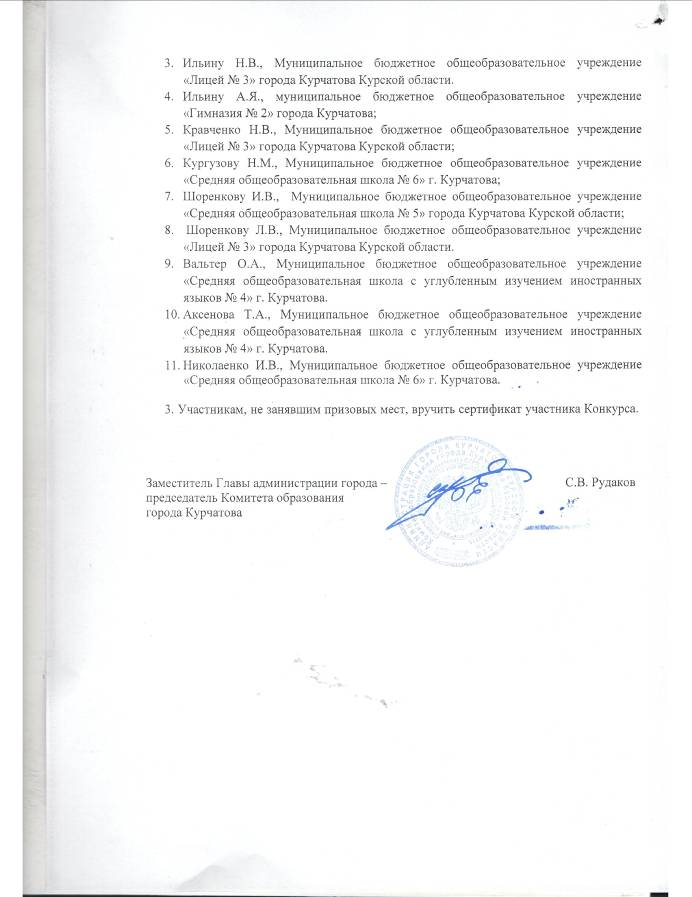 3. Ильину Н.В., Муниципальное бюджетное общеобразовательное учреждение
«Лицей № 3» города Курчатова Курской области.
4. Ильину А.Я., муниципальное бюджетное общеобразовательное учреждение
«Гимназия № 2» города Курчатова;
5. Кравченко Н.В., Муниципальное бюджетное общеобразовательное учреждение
«Лицей № 3» города Курчатова Курской области;
6. Кургузову Н.М., Муниципальное бюджетное общеобразовательное учреждение
«Средняя общеобразовательная школа № 6» г. Курчатова;
7. Шоренкову И.В., Муниципальное бюджетное общеобразовательное учреждение
«Средняя общеобразовательная школа № 5» города Курчатова Курской области;
8. Шоренкову Л.В., Муниципальное бюджетное общеобразовательное учреждение
«Лицей № 3» города Курчатова Курской области.
9. Вальтер О.А., Муниципальное бюджетное общеобразовательное учреждение
«Средняя общеобразовательная школа с углубленным изучением иностранных
языков № 4» г. Курчатова.
10. Аксенова Т.А., Муниципальное бюджетное общеобразовательное учреждение
«Средняя общеобразовательная школа с углубленным изучением иностранных
языков № 4» г. Курчатова.
11. Николаенко И.В., Муниципальное бюджетное общеобразовательное учреждение
«Средняя общеобразовательная школа № 6» г. Курчатова.
3. Участникам, не занявшим призовых мест, вручить сертификат участника Конкурса.
Заместитель Главы администрации города –
председатель Комитета образования
города Курчатова
С.В. Рудаков